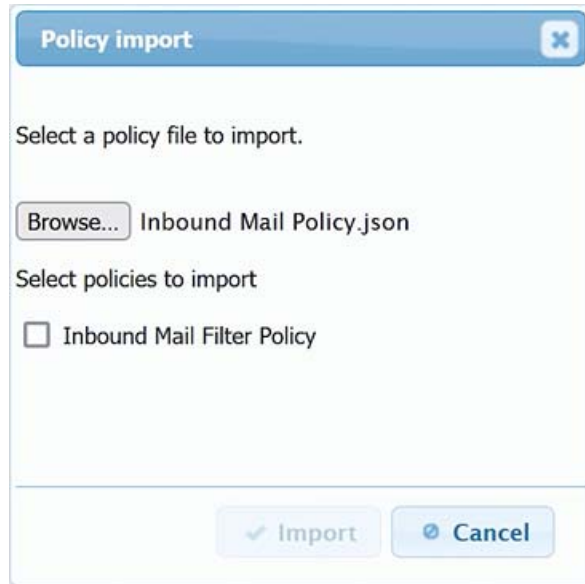 Policy import
Select a policy file to import.
Browse... Inbound Mail Policy.json
Select policies to import
Inbound Mail Filter Policy
Import Cancel